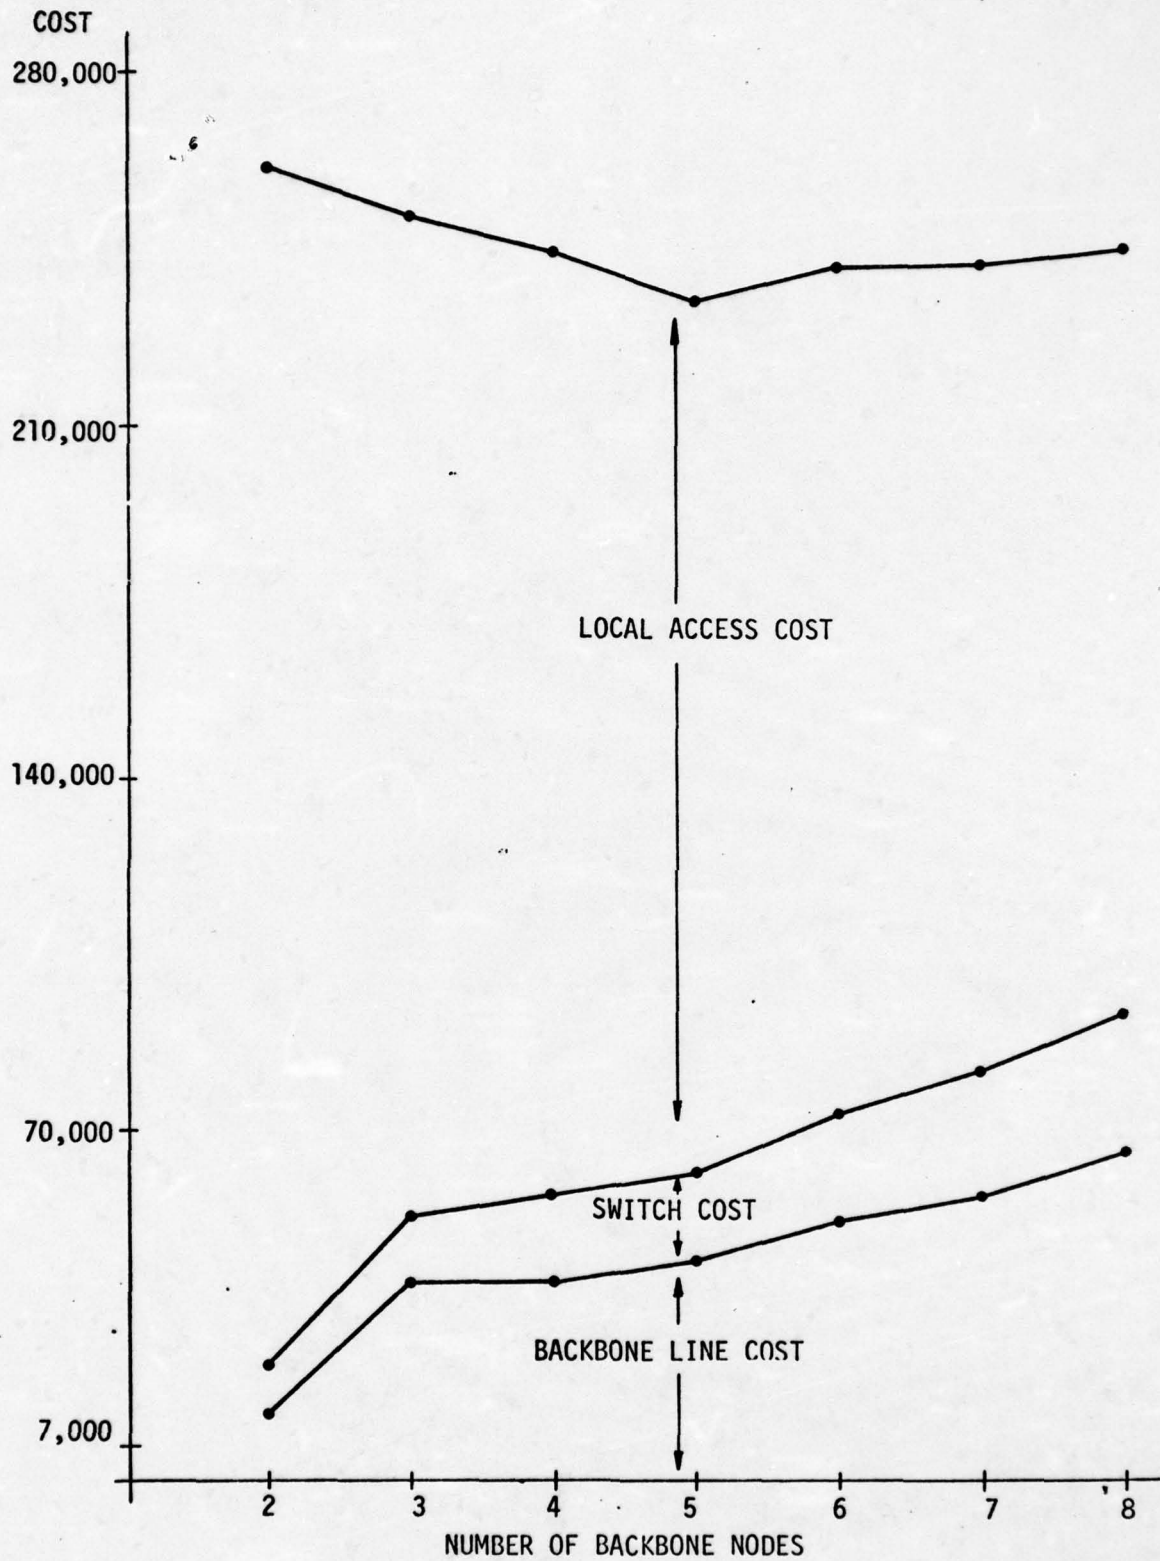 COST
280,000
210,000
LOCAL ACCESS COST
140,000
70,000
SWITCH COST
BACKBONE LINE COST
7,000
2 3 4 5 6 7 8
NUMBER OF BACKBONE NODES